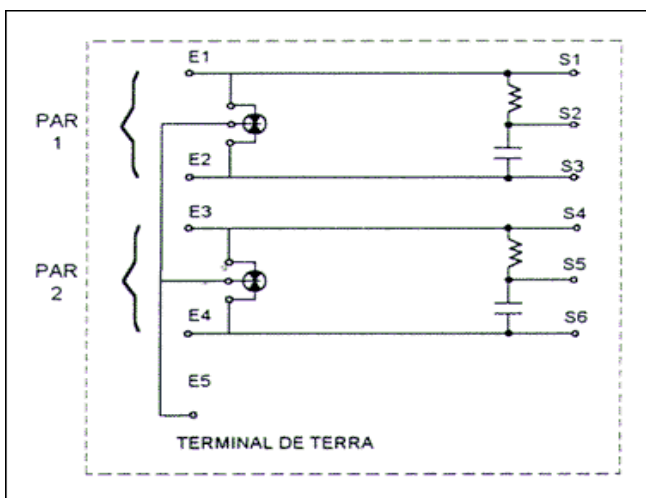 E1
S1
PAR
1
S2
E2
S3
E3
S4
PAR
2
S5
E4
S6
E5
TERMINAL DE TERRA